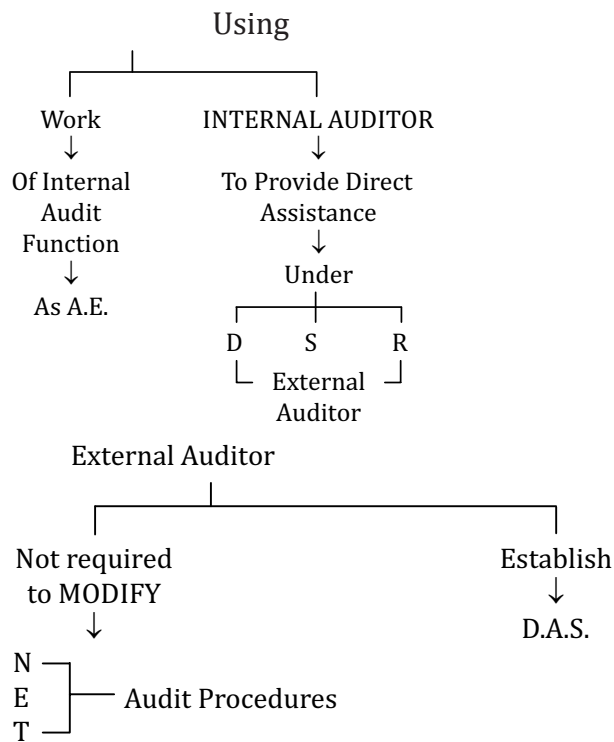 Using
Work
INTERNAL AUDITOR
Of Internal
Audit
Function
To Provide Direct
Assistance
As A.E.
Under
D S R
External
Auditor
External Auditor
Not required
to MODIFY
Establish
D.A.S.
N
E
T
Audit Procedures